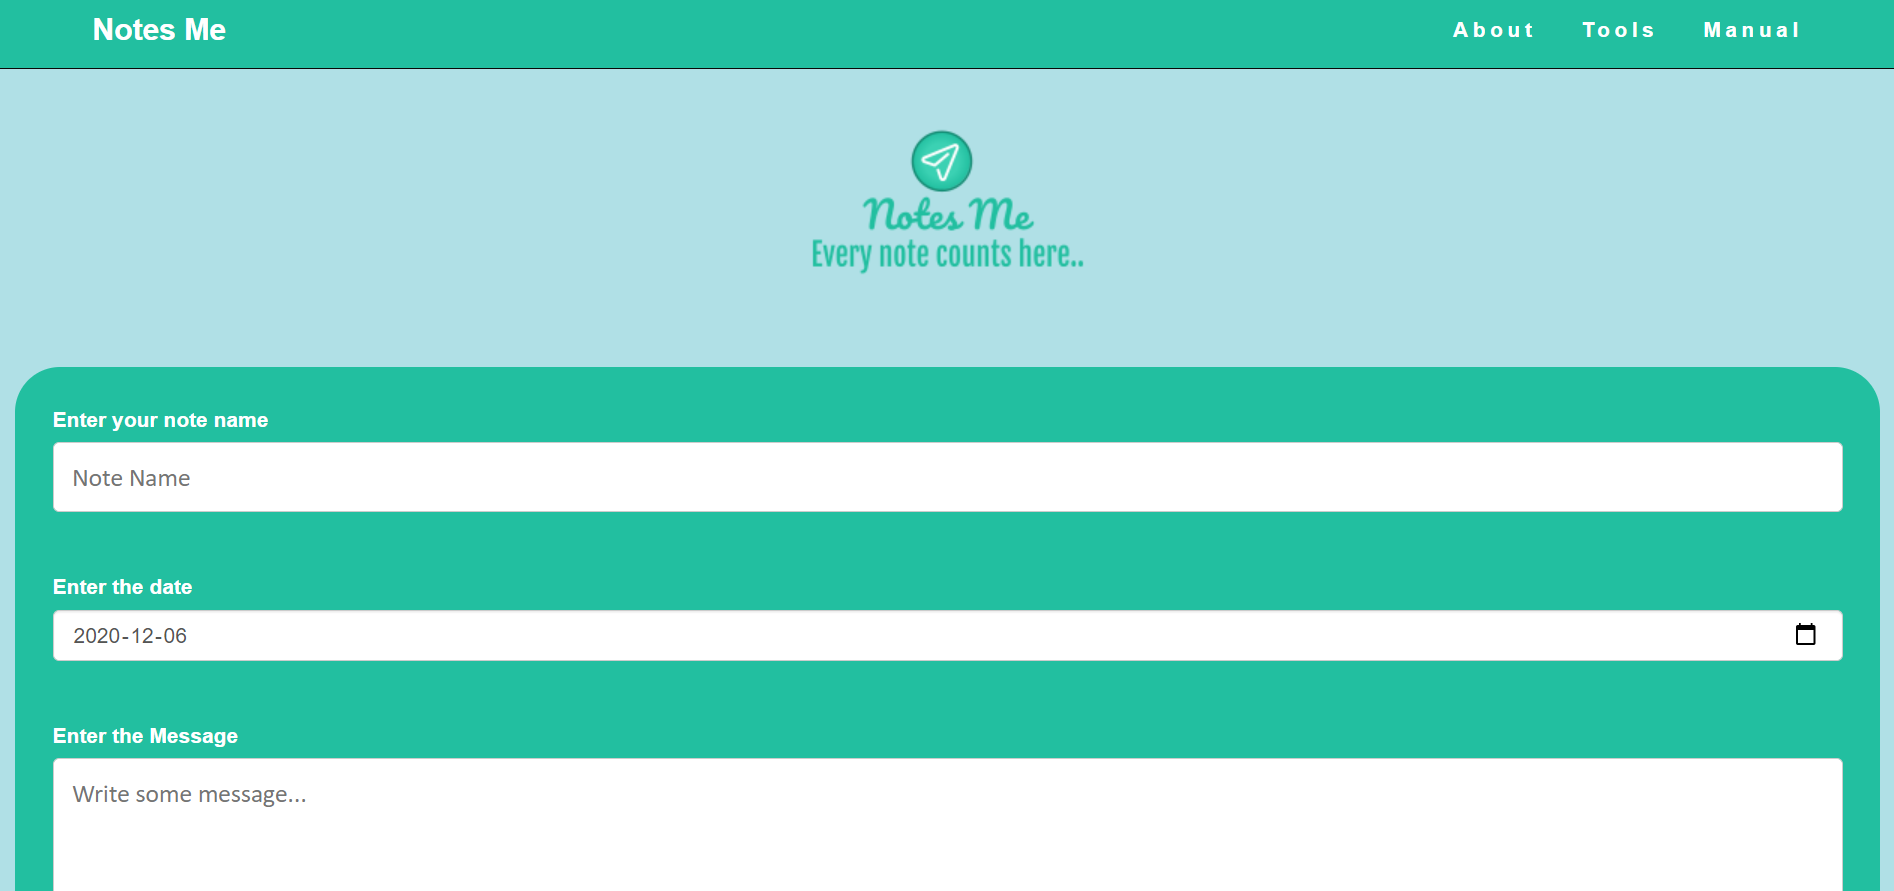 Notes Me
About Tools Manual
Notes Me
Every note counts here..
Enter your note name
Note Name
Enter the date
2020-12-06
Enter the Message
Write some message...